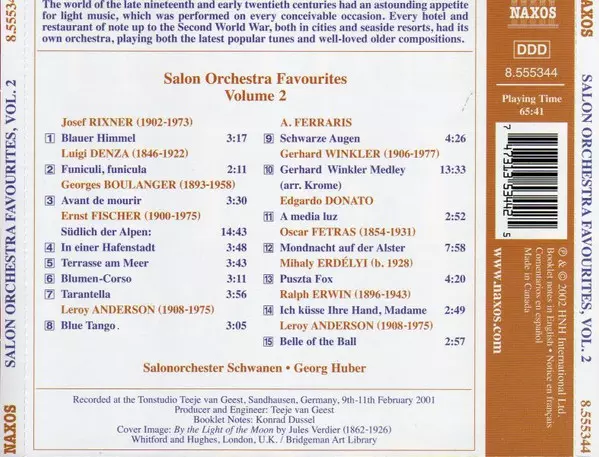 The world of the late nineteenth and early twentieth centuries had an astounding appetite
for light music, which was performed on every conceivable occasion. Every hotel and
restaurant of note up to the Second World War, both in cities and seaside resorts, had its
own orchestra, playing both the latest popular tunes and well-loved older compositions.
Salon Orchestra Favourites
Volume 2
Josef RIXNER (1902-1973)
1 Blauer Himmel 3:17
Luigi DENZA (1846-1922)
2 Funiculi, funicula 2:11
Georges BOULANGER (1893-1958)
3 Avant de mourir 3:30
Ernst FISCHER (1900-1975)
Südlich der Alpen: 14:43
4 In einer Hafenstadt 3:48
5 Terrasse am Meer 3:43
6 Blumen-Corso 3:11
7 Tarantella 3:56
Leroy ANDERSON (1908-1975)
8 Blue Tango 3:05
A. FERRARIS
9 Schwarze Augen 4:26
Gerhard WINKLER (1906-1977)
10 Gerhard Winkler Medley 13:33
(arr. Krome)
Edgardo DONATO
11 A media luz 2:52
Oscar FETRAS (1854-1931)
12 Mondnacht auf der Alster 7:58
Mihaly ERDÉLYI (b. 1928)
13 Puszta Fox 4:20
Ralph ERWIN (1896-1943)
14 Ich küsse Ihre Hand, Madame 2:49
Leroy ANDERSON (1908-1975)
15 Belle of the Ball 2:57
Salonorchester Schwanen • Georg Huber
Recorded at the Tonstudio Teeje van Geest, Sandhausen, Germany, 9th-11th February 2001
Producer and Engineer: Teeje van Geest
Booklet Notes: Konrad Dussel
Cover Image: By the Light of the Moon by Jules Verdier (1862-1926)
Whitford and Hughes, London, U.K. / Bridgeman Art Library
NAXOS
DDD
8.555344
Playing Time
65:41
7 47313 53442 5
www.naxos.com
℗ & © 2002 HNH International Ltd.
Booklet notes in English • Notice en français
Comentarios en español
Made in Canada
NAXOS
SALON ORCHESTRA FAVOURITES, VOL. 2
8.555344
8.555344
SALON ORCHESTRA FAVOURITES, VOL. 2
NAXOS